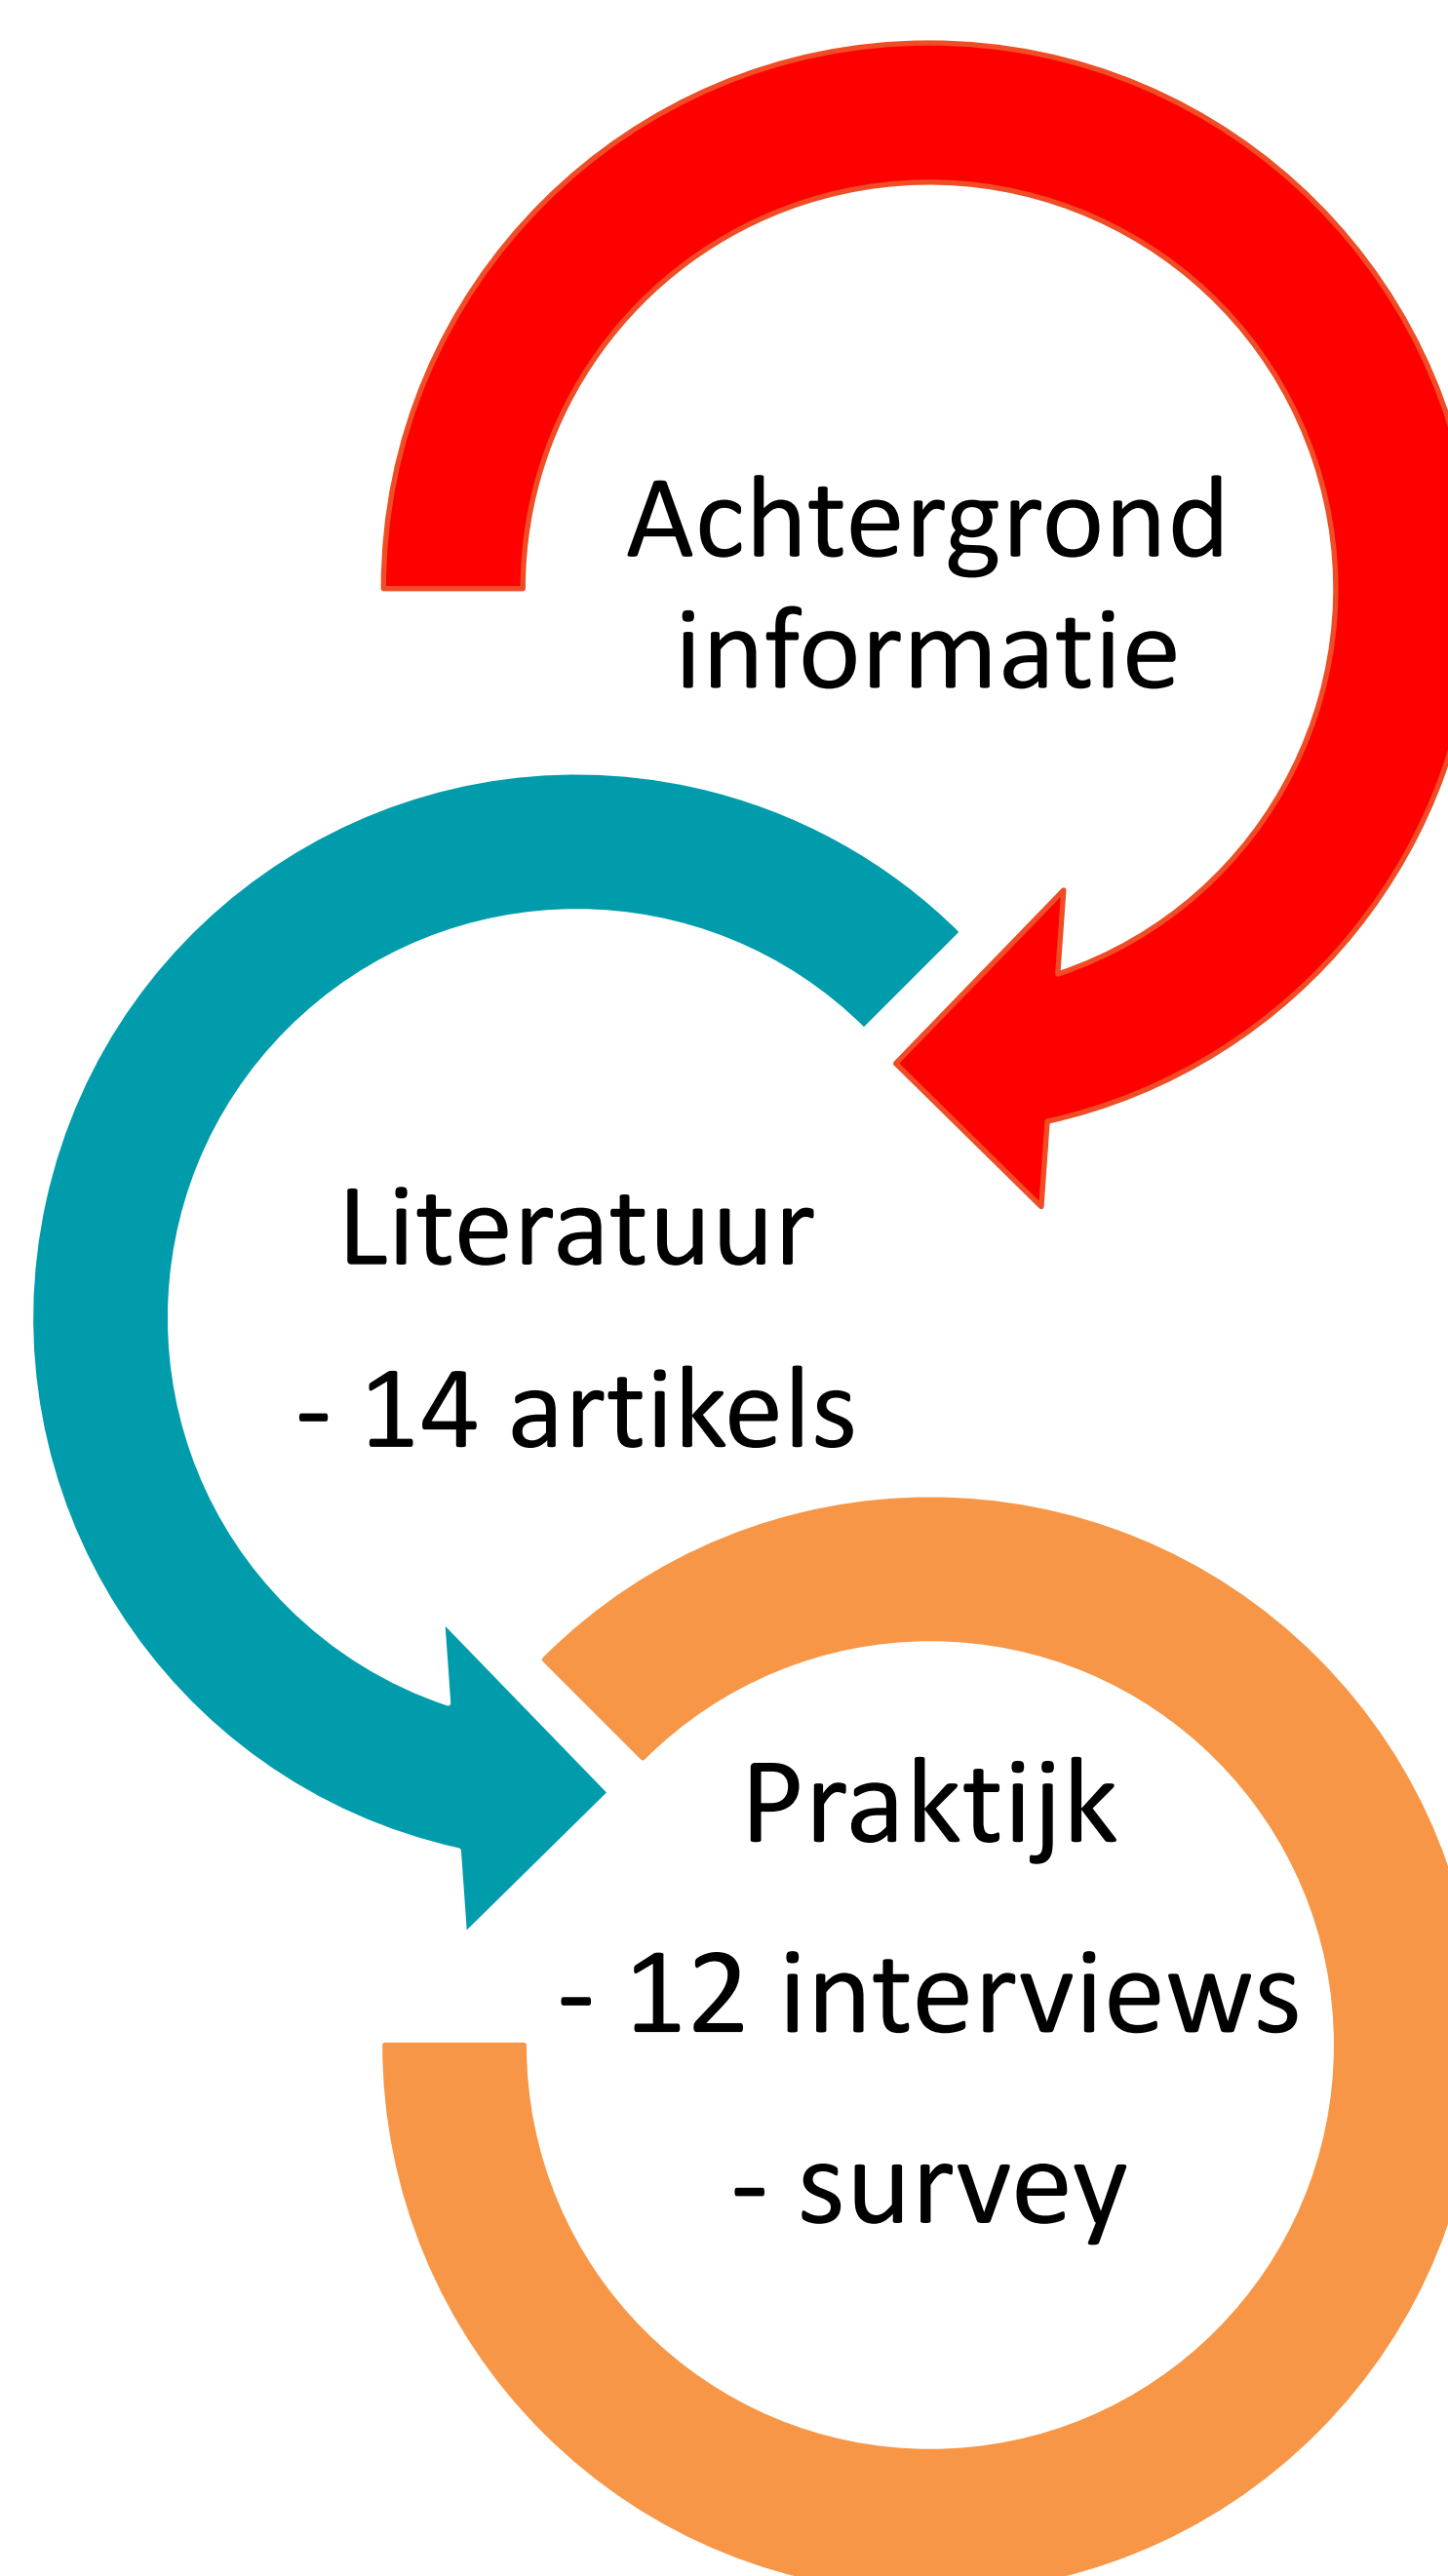 Achtergrond
informatie
Literatuur
- 14 artikels
Praktijk
- 12 interviews
- survey